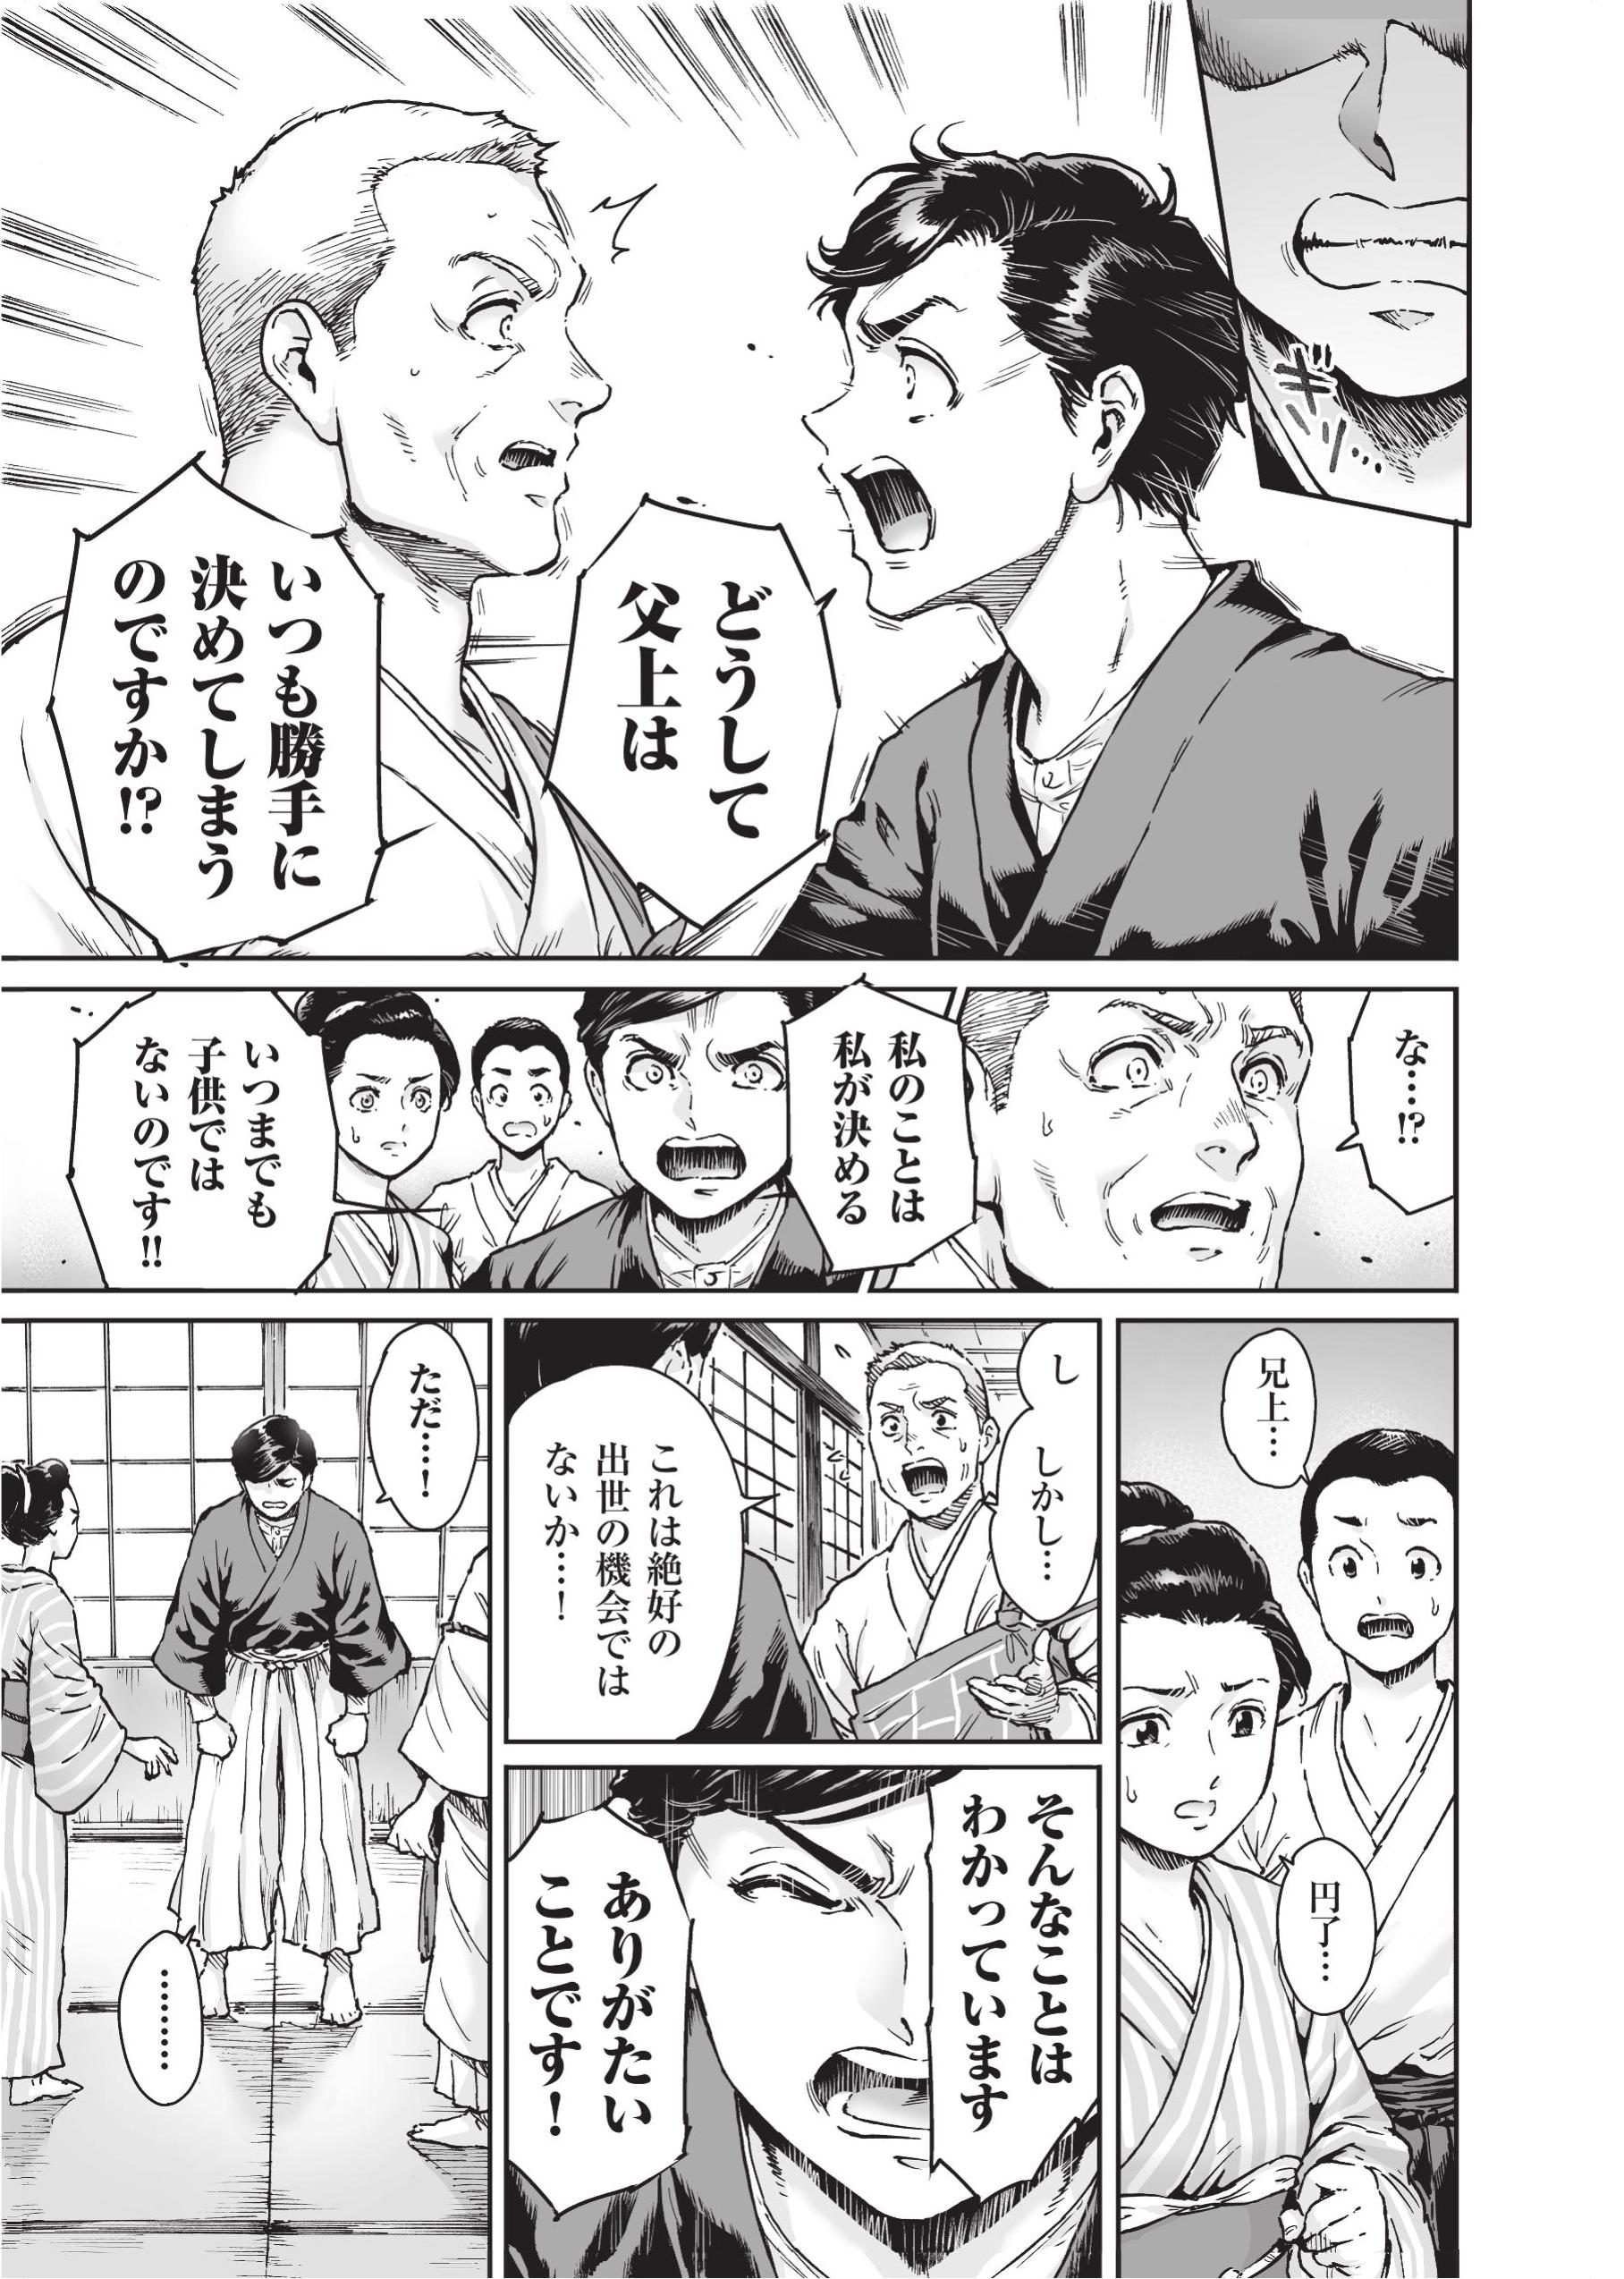 ギリ…
どうして
父上は
いつも勝手に
決めてしまう
のですか!?
な……!?
私のことは
私が決める
いつまでも
子供では
ないのです!!
兄上…
円了…
し
しかし…
これは絶好の
出世の機会では
ないか…！
そんなことは
わかっています
ありがたい
ことです！
ただ……！
………